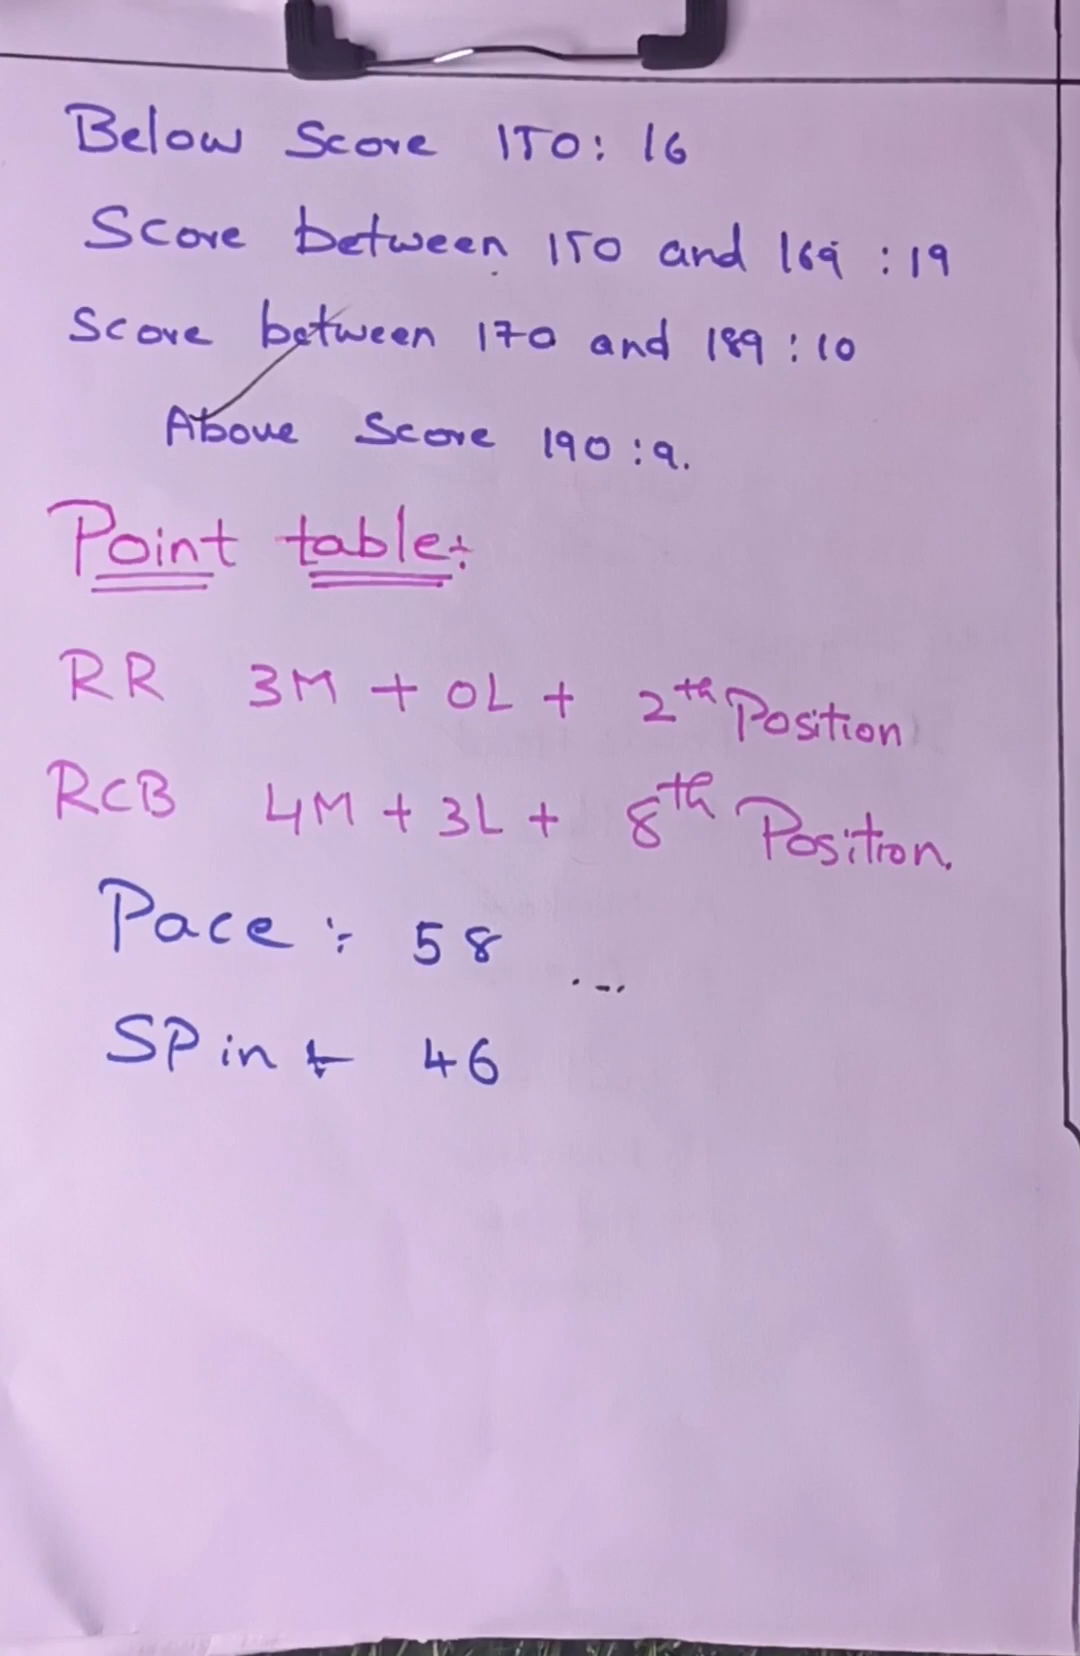 Below Score 150: 16
Score between 150 and 169 : 19
Score between 170 and 189 : 10
Above Score 190 : 9.
Point table:
RR 3M + 0L + 2th Position
RCB 4M + 3L + 8th Position.
Pace : 58
SPin : 46